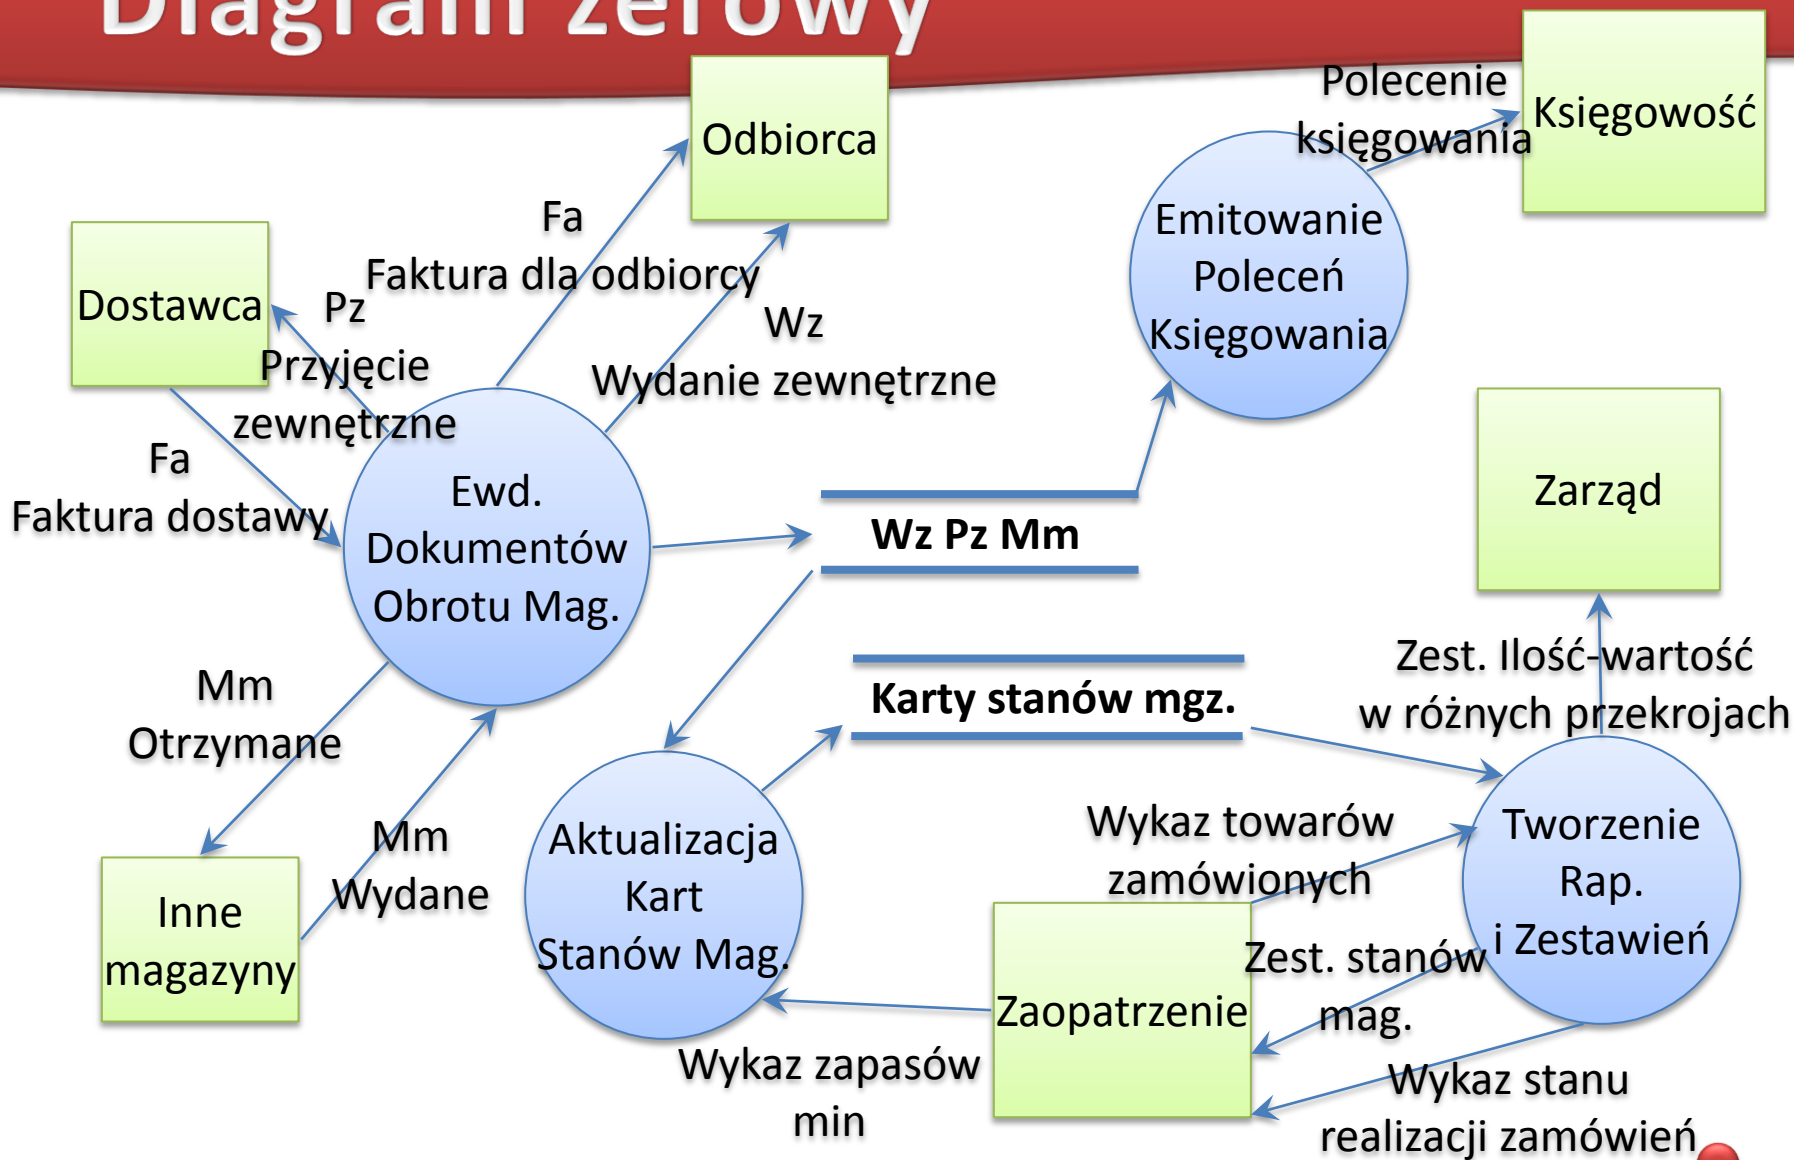 Diagram zerowy
Odbiorca
Polecenie
księgowania
Księgowość
Fa
Faktura dla odbiorcy
Dostawca
Pz
Przyjęcie
zewnętrzne
Wz
Wydanie zewnętrzne
Emitowanie
Poleceń
Księgowania
Fa
Faktura dostawy
Ewd.
Dokumentów
Obrotu Mag.
Wz Pz Mm
Zarząd
Mm
Otrzymane
Karty stanów mgz.
Zest. Ilość-wartość
w różnych przekrojach
Mm
Wydane
Inne
magazyny
Aktualizacja
Kart
Stanów Mag.
Wykaz towarów
zamówionych
Tworzenie
Rap.
i Zestawień
Zaopatrzenie
Zest. stanów
mag.
Wykaz zapasów
min
Wykaz stanu
realizacji zamówień